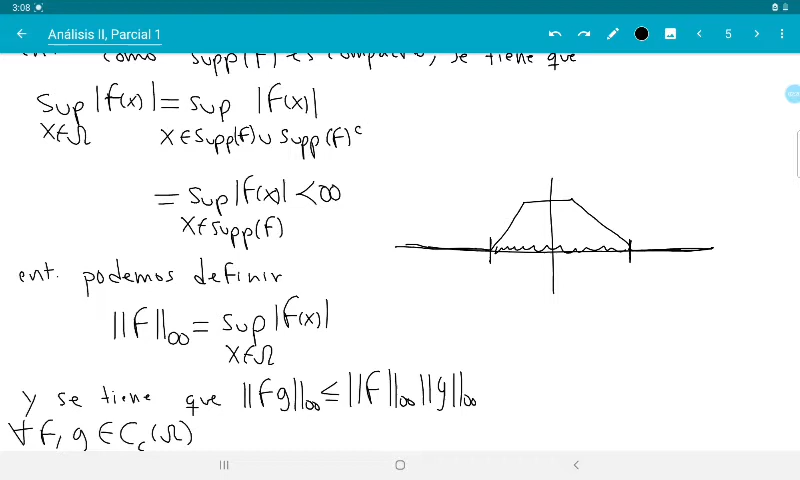 3:08
Análisis II, Parcial 1
5
ent. como supp(f) es compacto, se tiene que
sup |f(x)| = sup |f(x)|
x∈Ω x∈supp(f)∪supp(f)ᶜ
= sup |f(x)| < ∞
x∈supp(f)
ent. podemos definir
||f||∞ = sup |f(x)|
x∈Ω
y se tiene que ||fg||∞ ≤ ||f||∞ ||g||∞
∀ f, g ∈ C_c(Ω)